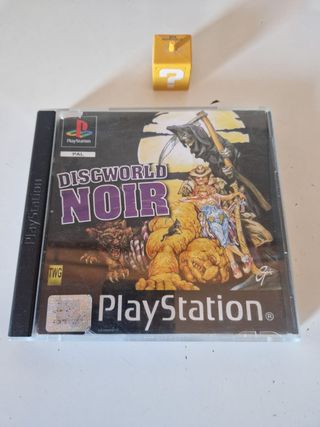 ?
PlayStation
PAL
DISCWORLD
NOIR
TWG
PlayStation®
PlayStation